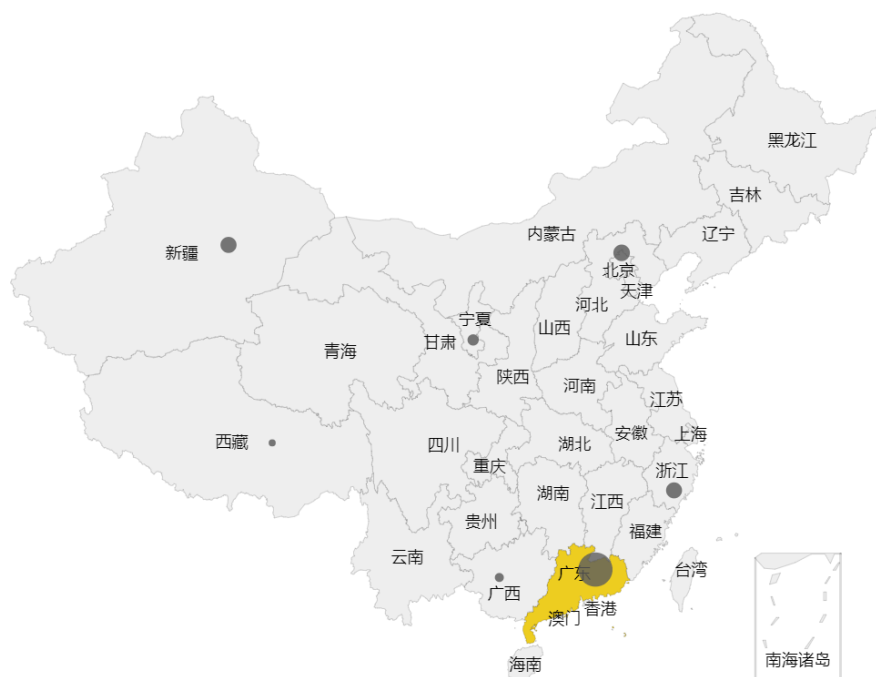 黑龙江
吉林
辽宁
内蒙古
新疆
北京
天津
河北
宁夏
山西
山东
甘肃
青海
陕西
河南
江苏
安徽
上海
西藏
四川
湖北
重庆
浙江
湖南
江西
贵州
福建
云南
台湾
广东
广西
香港
澳门
南海诸岛
海南